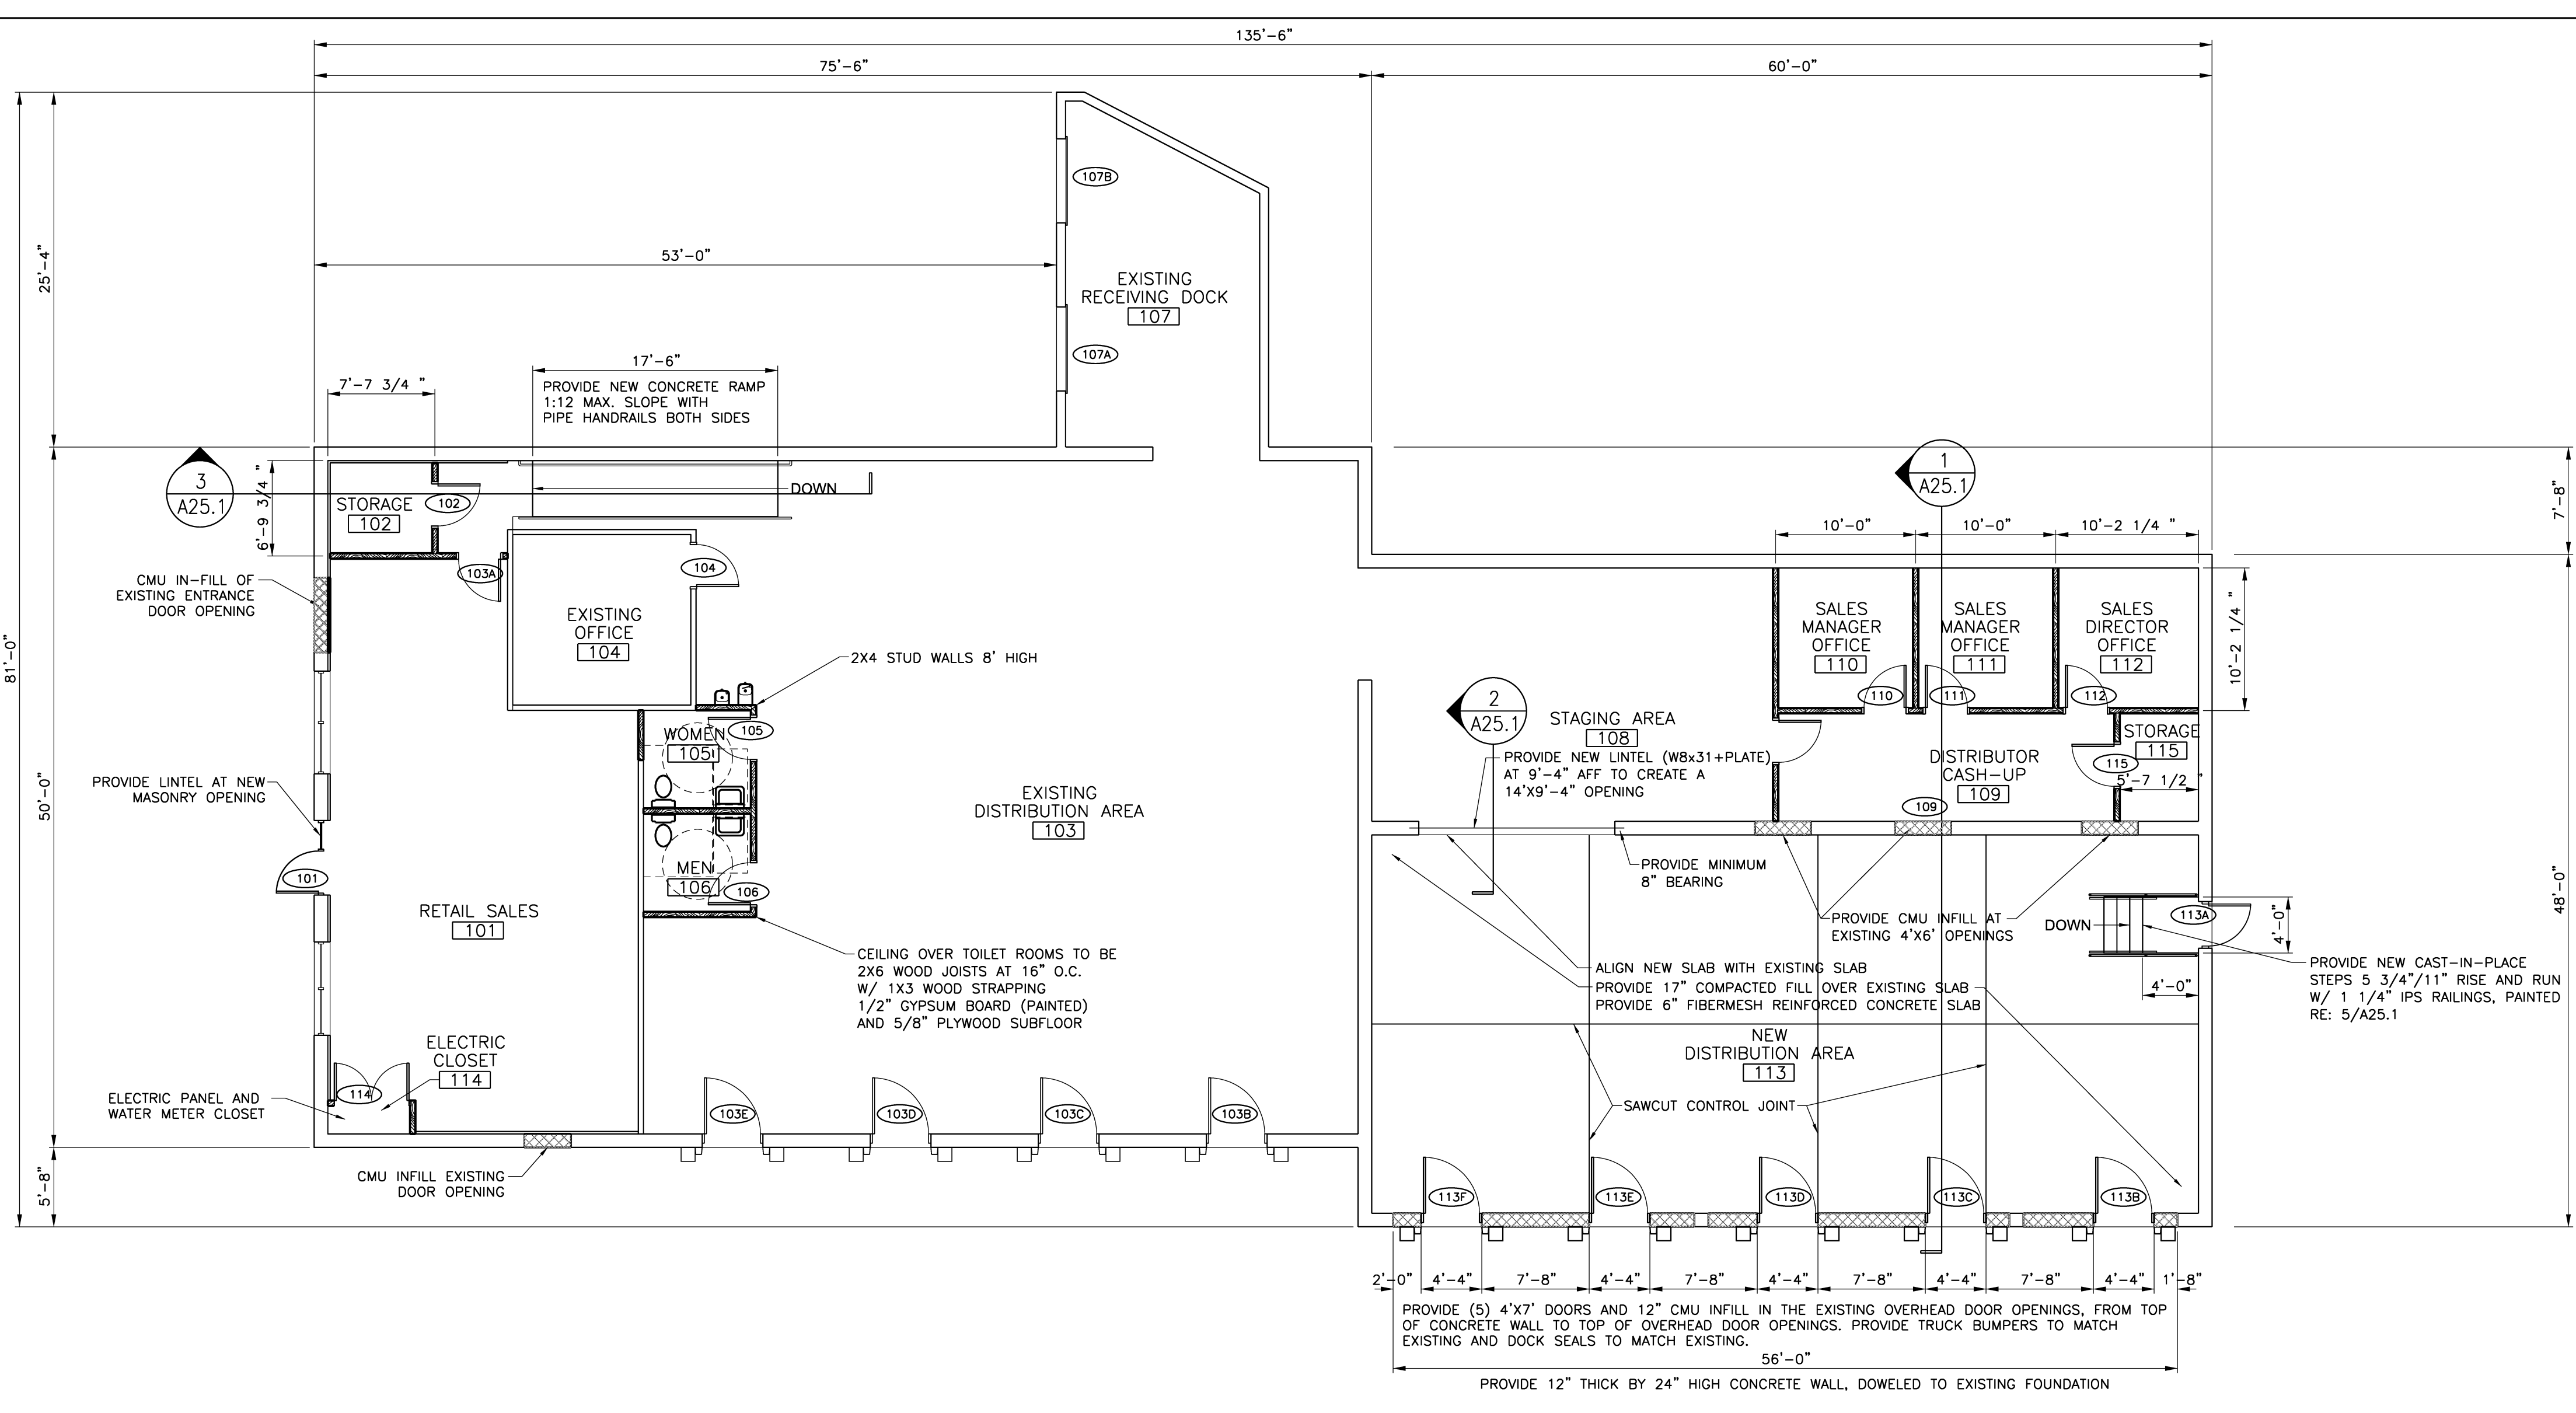 135'-6"
75'-6"
60'-0"
81'-0"
25'-4"
53'-0"
107B
EXISTING
RECEIVING DOCK
107
107A
17'-6"
PROVIDE NEW CONCRETE RAMP
1:12 MAX. SLOPE WITH
PIPE HANDRAILS BOTH SIDES
7'-7 3/4 "
3
A25.1
6'-9 3/4 "
STORAGE
102
102
DOWN
1
A25.1
7'-8"
10'-0"
10'-0"
10'-2 1/4 "
103A
104
CMU IN-FILL OF
EXISTING ENTRANCE
DOOR OPENING
EXISTING
OFFICE
104
2X4 STUD WALLS 8' HIGH
SALES
MANAGER
OFFICE
110
SALES
MANAGER
OFFICE
111
SALES
DIRECTOR
OFFICE
112
10'-2 1/4 "
110
111
112
2
A25.1
STAGING AREA
108
PROVIDE NEW LINTEL (W8x31+PLATE)
AT 9'-4" AFF TO CREATE A
14'X9'-4" OPENING
WOMEN
105
105
STORAGE
115
115
5'-7 1/2 "
DISTRIBUTOR
CASH-UP
109
109
PROVIDE LINTEL AT NEW
MASONRY OPENING
50'-0"
EXISTING
DISTRIBUTION AREA
103
MEN
106
106
101
RETAIL SALES
101
PROVIDE MINIMUM
8" BEARING
PROVIDE CMU INFILL AT
EXISTING 4'X6' OPENINGS
DOWN
113A
4'-0"
4'-0"
48'-0"
PROVIDE NEW CAST-IN-PLACE
STEPS 5 3/4"/11" RISE AND RUN
W/ 1 1/4" IPS RAILINGS, PAINTED
RE: 5/A25.1
CEILING OVER TOILET ROOMS TO BE
2X6 WOOD JOISTS AT 16" O.C.
W/ 1X3 WOOD STRAPPING
1/2" GYPSUM BOARD (PAINTED)
AND 5/8" PLYWOOD SUBFLOOR
ALIGN NEW SLAB WITH EXISTING SLAB
PROVIDE 17" COMPACTED FILL OVER EXISTING SLAB
PROVIDE 6" FIBERMESH REINFORCED CONCRETE SLAB
NEW
DISTRIBUTION AREA
113
SAWCUT CONTROL JOINT
ELECTRIC
CLOSET
114
114
ELECTRIC PANEL AND
WATER METER CLOSET
103E
103D
103C
103B
CMU INFILL EXISTING
DOOR OPENING
5'-8"
113F
113E
113D
113C
113B
2'-0"
4'-4"
7'-8"
4'-4"
7'-8"
4'-4"
7'-8"
4'-4"
7'-8"
4'-4"
1'-8"
PROVIDE (5) 4'X7' DOORS AND 12" CMU INFILL IN THE EXISTING OVERHEAD DOOR OPENINGS, FROM TOP
OF CONCRETE WALL TO TOP OF OVERHEAD DOOR OPENINGS. PROVIDE TRUCK BUMPERS TO MATCH
EXISTING AND DOCK SEALS TO MATCH EXISTING.
56'-0"
PROVIDE 12" THICK BY 24" HIGH CONCRETE WALL, DOWELED TO EXISTING FOUNDATION